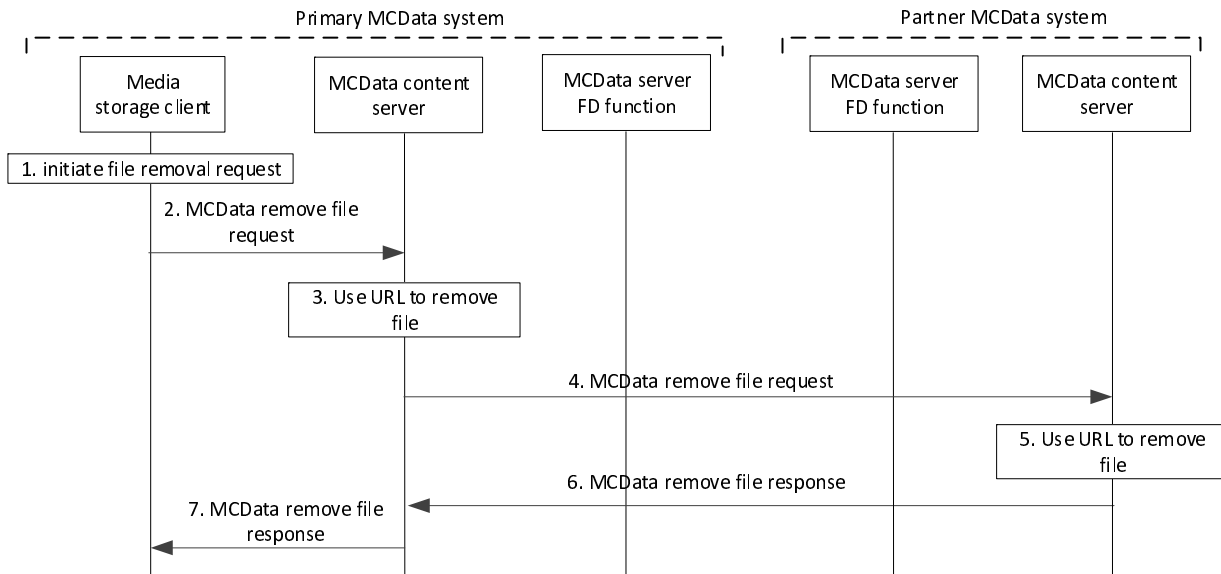 Primary MCData system
Partner MCData system
Media
storage client
MCData content
server
MCData server
FD function
MCData server
FD function
MCData content
server
1. initiate file removal request
2. MCData remove file
request
3. Use URL to remove
file
4. MCData remove file request
5. Use URL to remove
file
6. MCData remove file response
7. MCData remove file
response